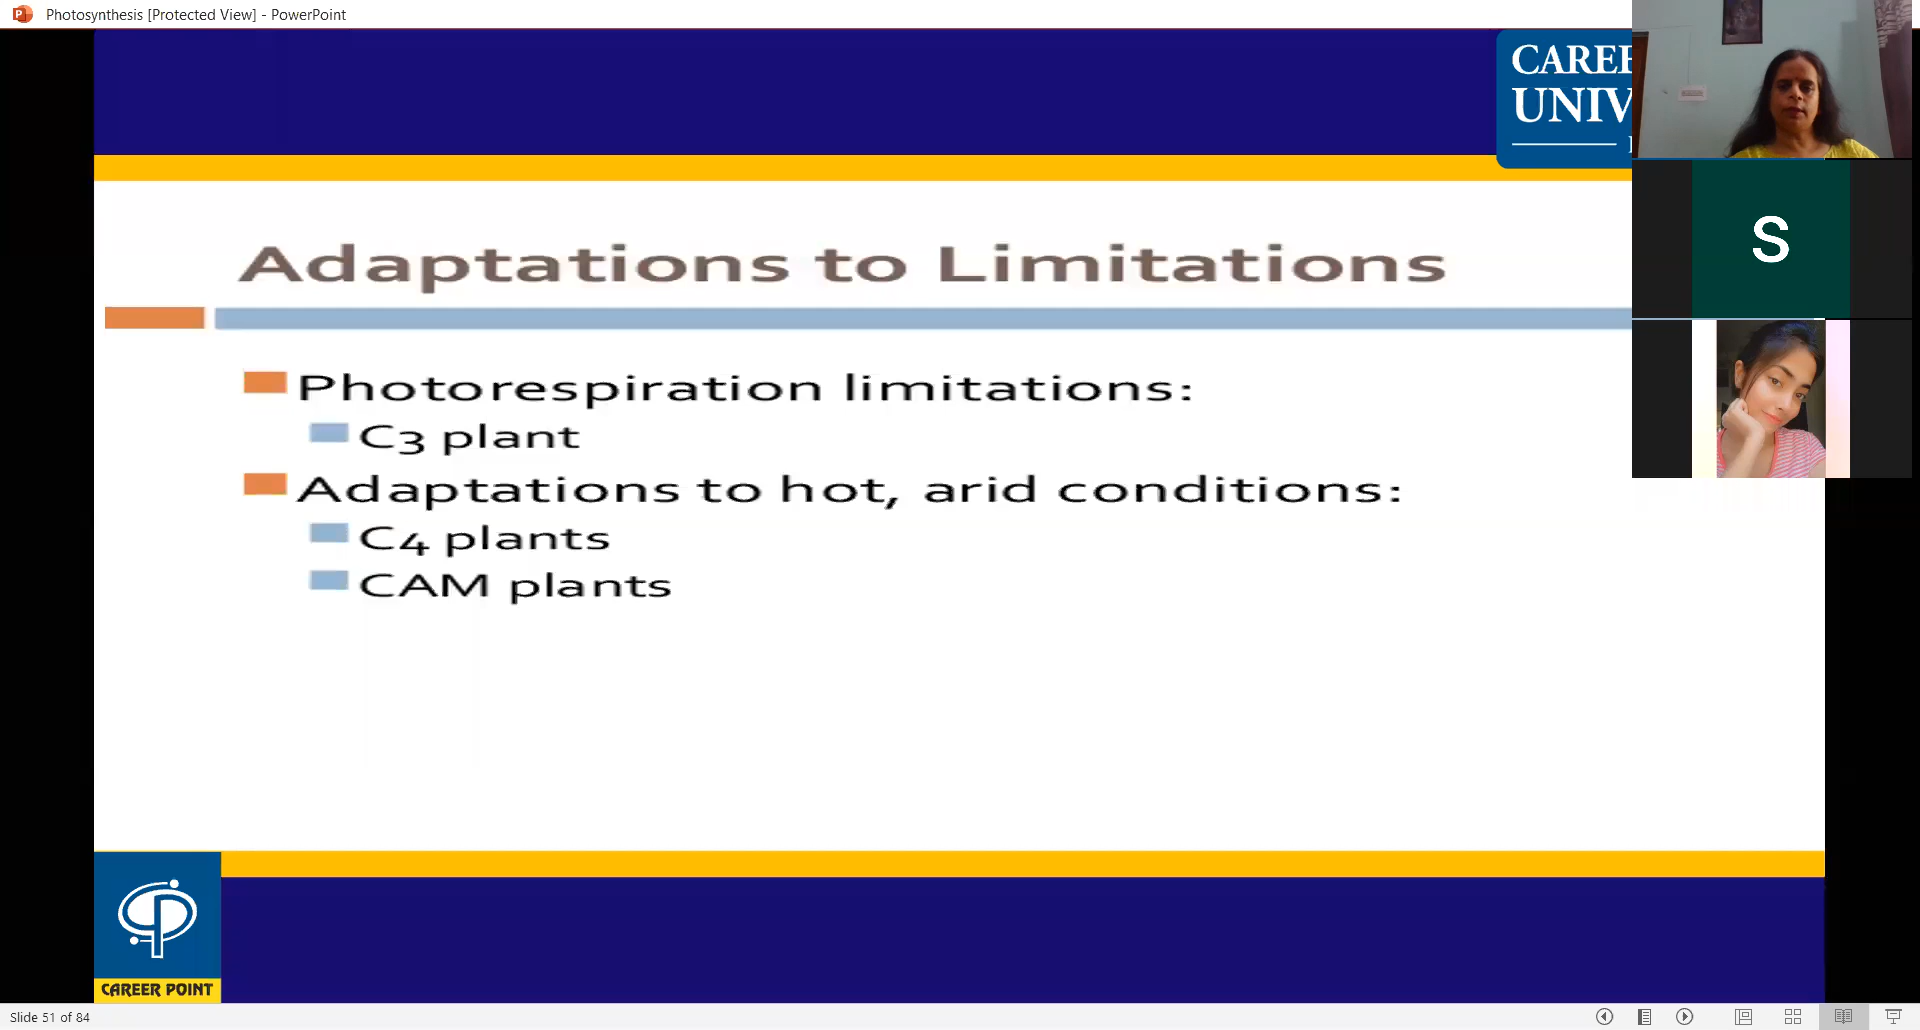 Photosynthesis [Protected View] - PowerPoint
CAREE
UNIV
Adaptations to Limitations
Photorespiration limitations:
C3 plant
Adaptations to hot, arid conditions:
C4 plants
CAM plants
S
CAREER POINT
Slide 51 of 84